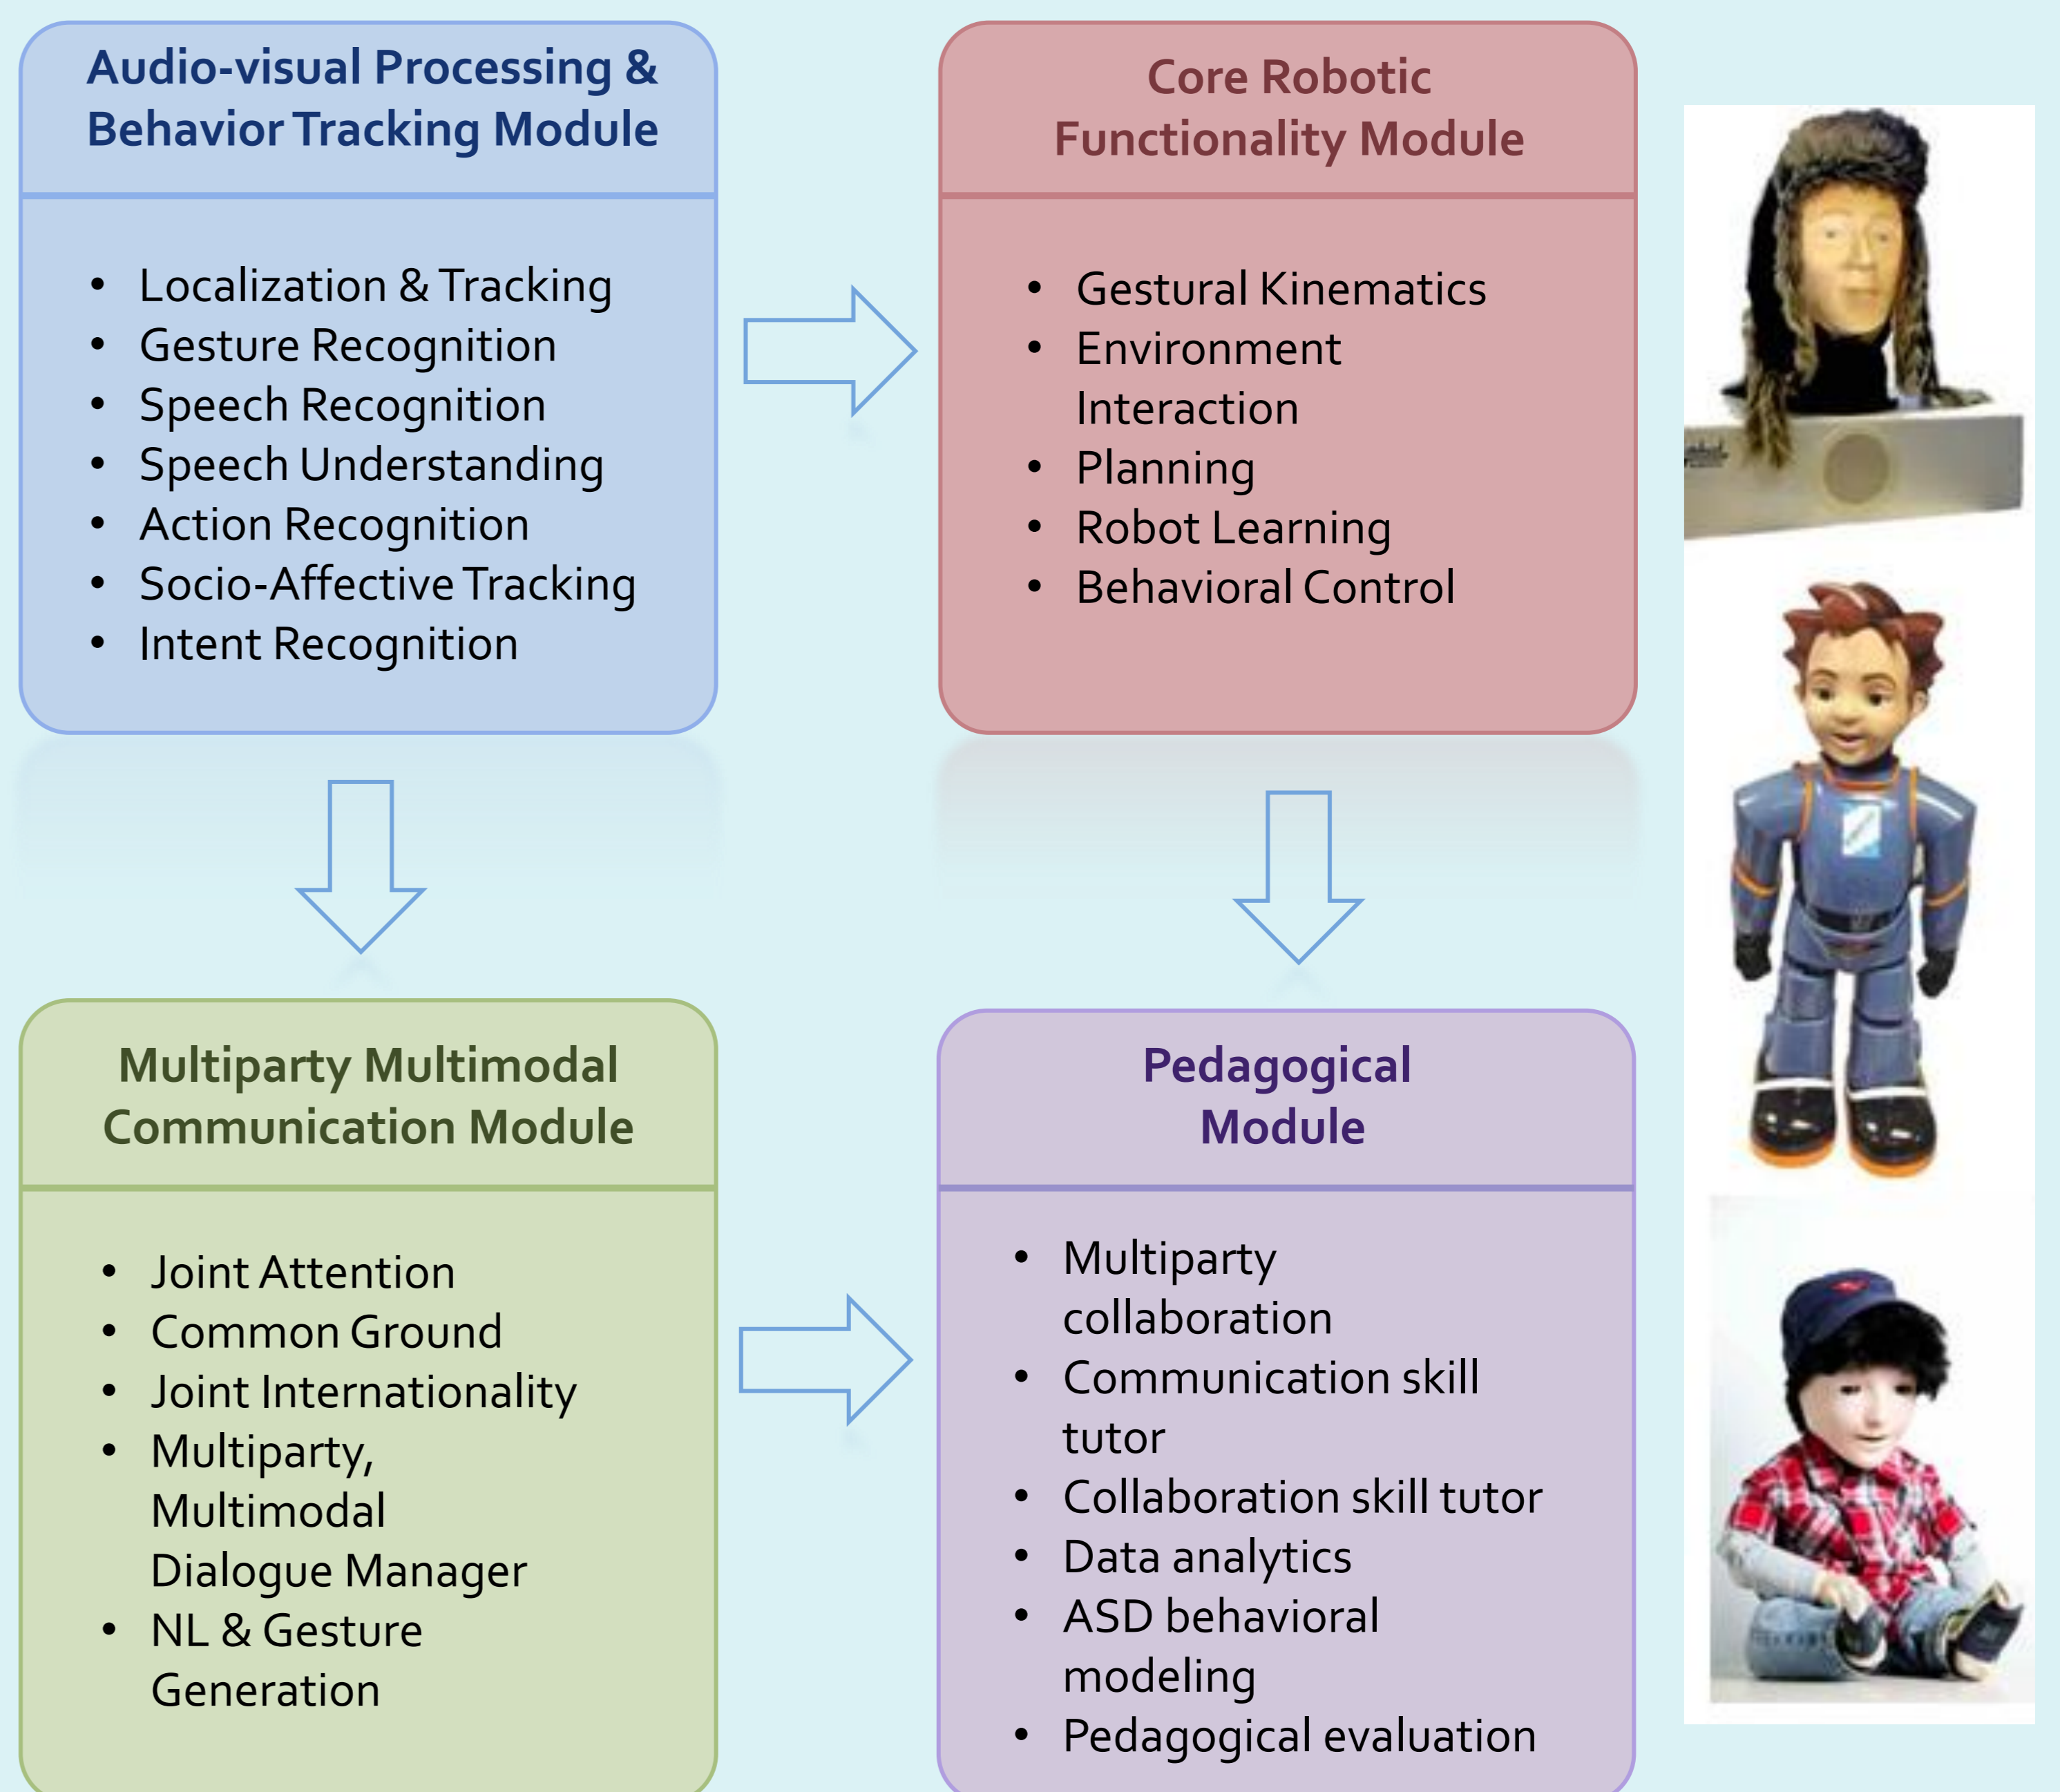 Audio-visual Processing &
Behavior Tracking Module
• Localization & Tracking
• Gesture Recognition
• Speech Recognition
• Speech Understanding
• Action Recognition
• Socio-Affective Tracking
• Intent Recognition
Core Robotic
Functionality Module
• Gestural Kinematics
• Environment
Interaction
• Planning
• Robot Learning
• Behavioral Control
Multiparty Multimodal
Communication Module
• Joint Attention
• Common Ground
• Joint Internationality
• Multiparty,
Multimodal
Dialogue Manager
• NL & Gesture
Generation
Pedagogical
Module
• Multiparty
collaboration
• Communication skill
tutor
• Collaboration skill tutor
• Data analytics
• ASD behavioral
modeling
• Pedagogical evaluation